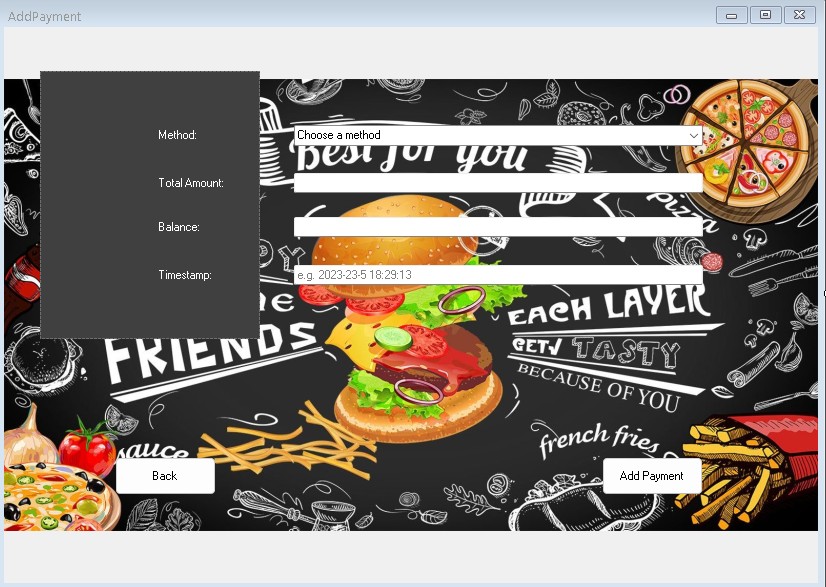 AddPayment
Method:
Choose a method
Best for you
pizza
Total Amount:
Balance:
Timestamp:
e.g. 2023-23-5 18:29:13
EACH LAYER
FRIENDS
GET
TASTY
BECAUSE OF YOU
sauce
french fries
Back
Add Payment